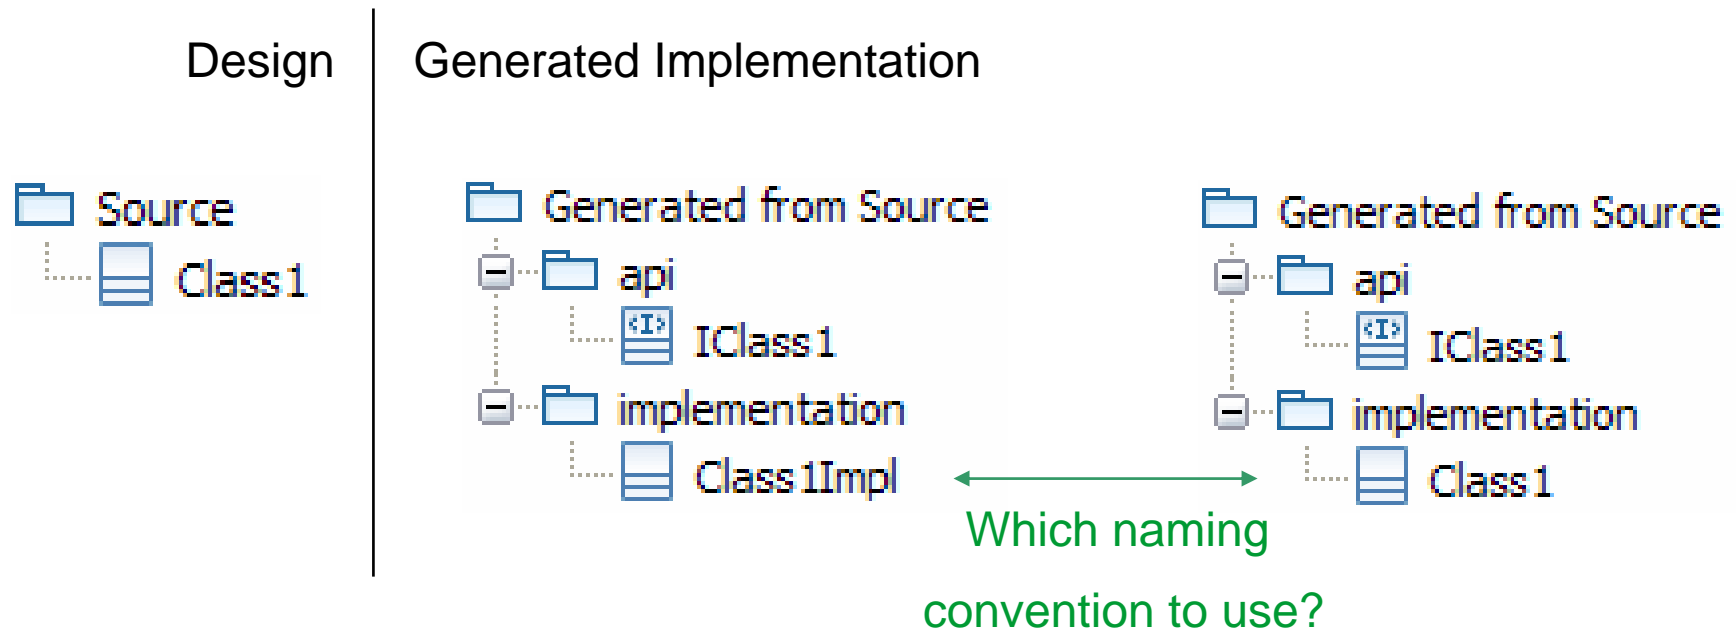 Design
Generated Implementation
Source
Class1
Generated from Source
api
<I>
IClass1
implementation
Class1Impl
Generated from Source
api
<I>
IClass1
implementation
Class1
Which naming
convention to use?